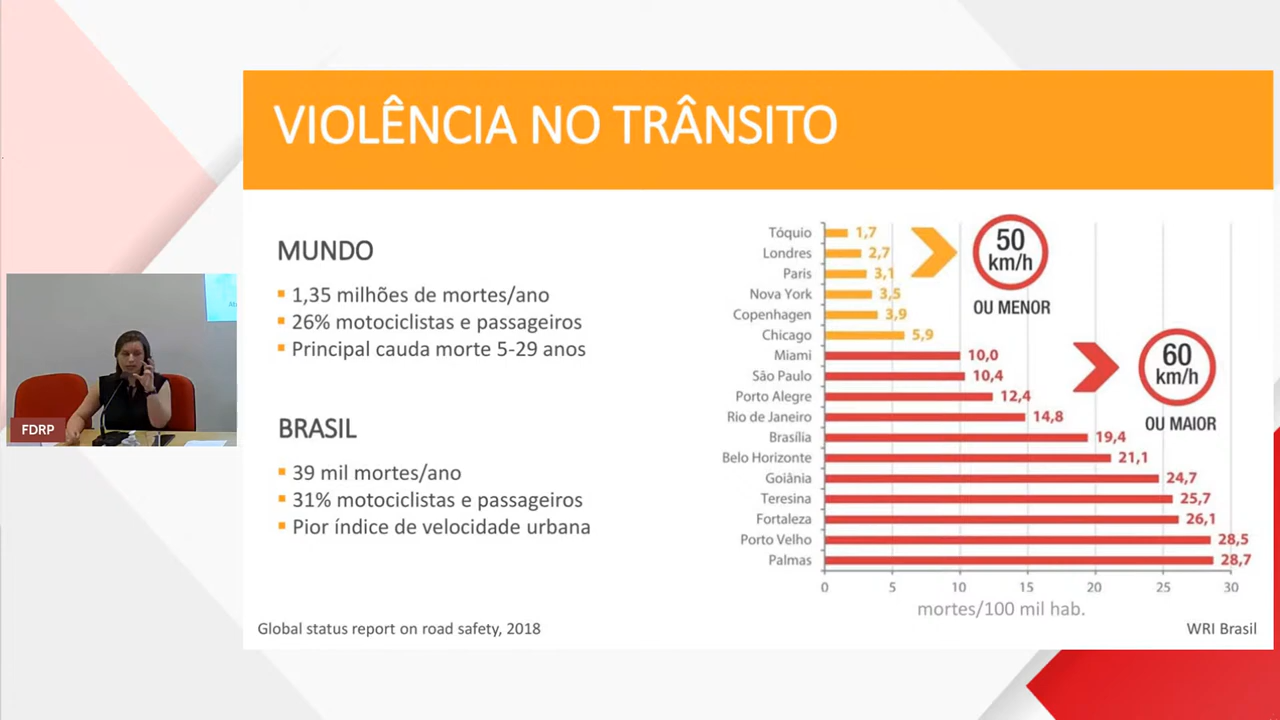 VIOLÊNCIA NO TRÂNSITO
MUNDO
1,35 milhões de mortes/ano
26% motociclistas e passageiros
Principal cauda morte 5-29 anos
BRASIL
39 mil mortes/ano
31% motociclistas e passageiros
Pior índice de velocidade urbana
Global status report on road safety, 2018
Tóquio 1,7
Londres 2,7
Paris 3,1
Nova York 3,5
Copenhagen 3,9
Chicago 5,9
Miami 10,0
São Paulo 10,4
Porto Alegre 12,4
Rio de Janeiro 14,8
Brasília 19,4
Belo Horizonte 21,1
Goiânia 24,7
Teresina 25,7
Fortaleza 26,1
Porto Velho 28,5
Palmas 28,7
0 5 10 15 20 25 30
mortes/100 mil hab.
50
km/h
OU MENOR
60
km/h
OU MAIOR
WRI Brasil
FDRP